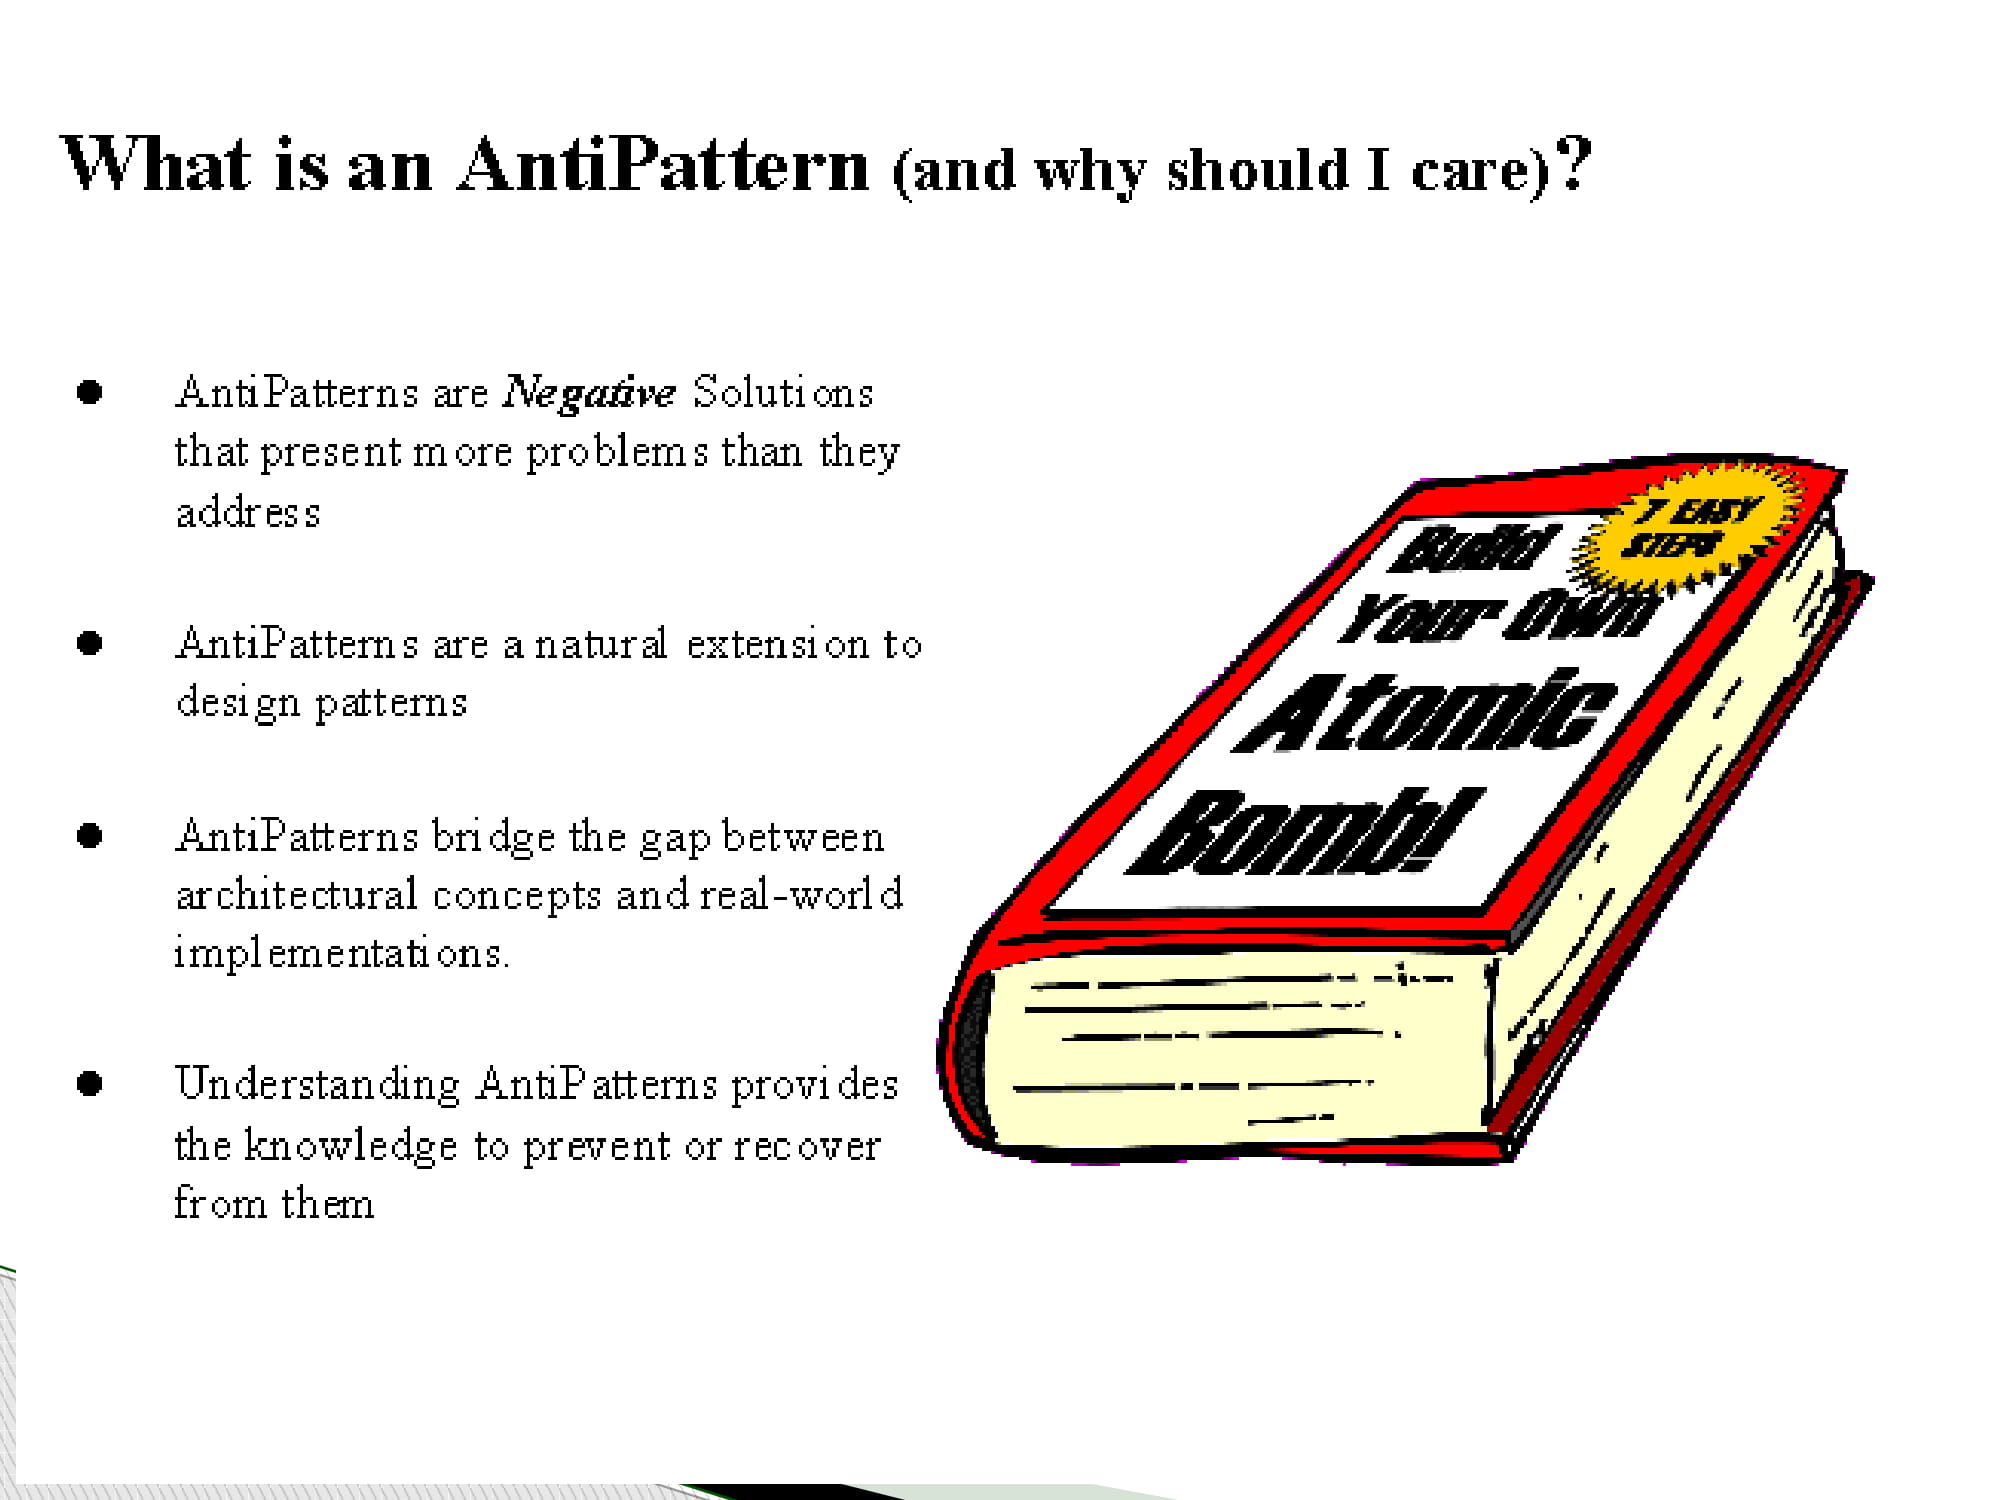 What is an AntiPattern (and why should I care)?
● AntiPatterns are Negative Solutions
that present more problems than they
address
● AntiPatterns are a natural extension to
design patterns
● AntiPatterns bridge the gap between
architectural concepts and real-world
implementations.
● Understanding AntiPatterns provides
the knowledge to prevent or recover
from them
7 EASY
STEPS
Build
Your Own
Atomic
Bomb!